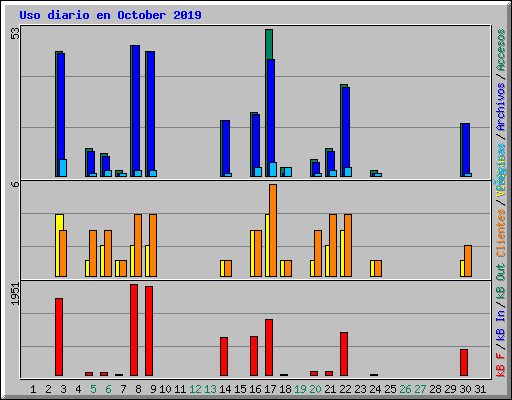 Uso diario en October 2019
53
6
1951
kB F / kB In / kB Out Clientes / Páginas / Archivos / Accesos
1 2 3 4 5 6 7 8 9 10 11 12 13 14 15 16 17 18 19 20 21 22 23 24 25 26 27 28 29 30 31